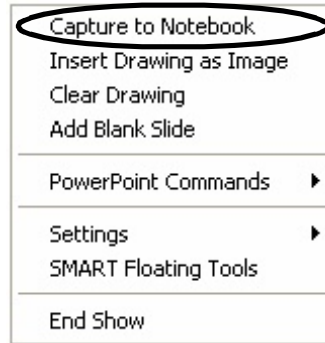 Capture to Notebook
Insert Drawing as Image
Clear Drawing
Add Blank Slide
PowerPoint Commands
Settings
SMART Floating Tools
End Show